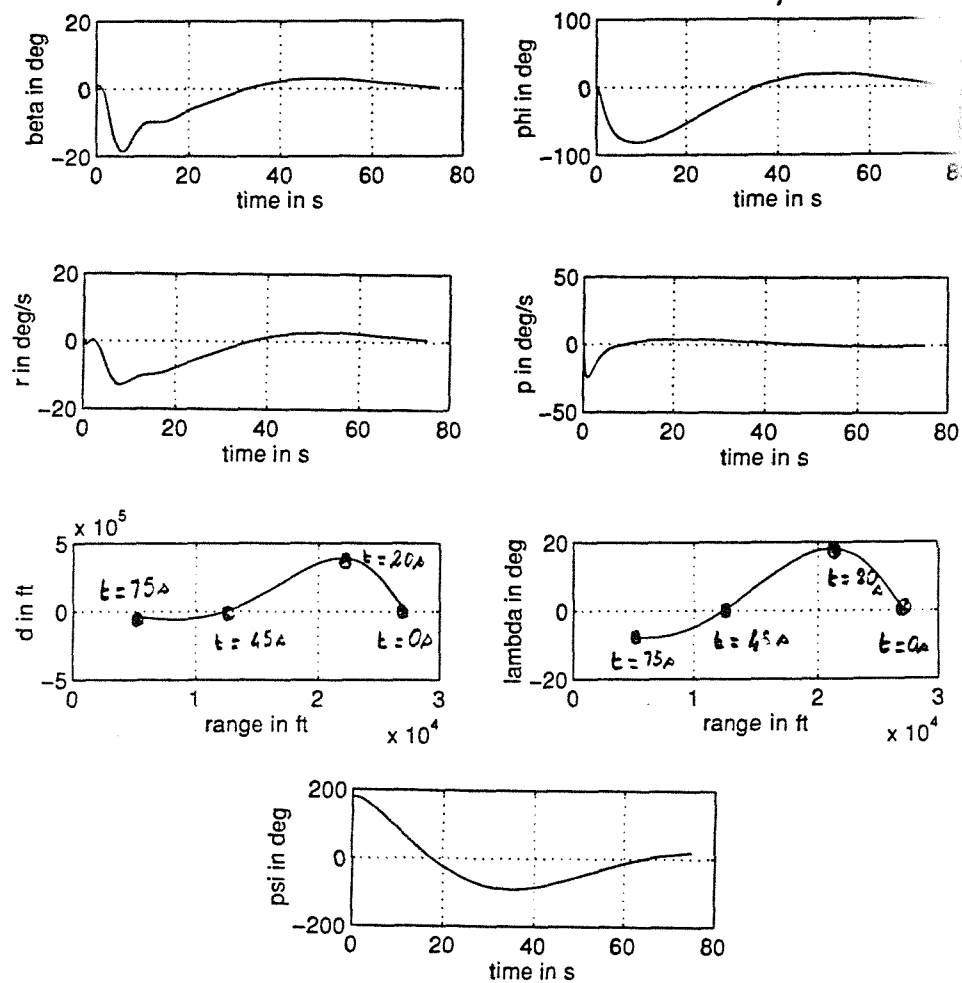 20
0
−20
beta in deg
0 20 40 60 80
time in s
100
0
−100
phi in deg
0 20 40 60 8
time in s
20
0
−20
r in deg/s
0 20 40 60 80
time in s
50
0
−50
p in deg/s
0 20 40 60 80
time in s
x 10^5
5
0
−5
d in ft
t=75s
t=45s
t=20s
t=0s
0 1 2 3
range in ft
x 10^4
20
0
−20
lambda in deg
t=75s
t=45s
t=20s
t=0s
0 1 2 3
range in ft
x 10^4
200
0
−200
psi in deg
0 20 40 60 80
time in s